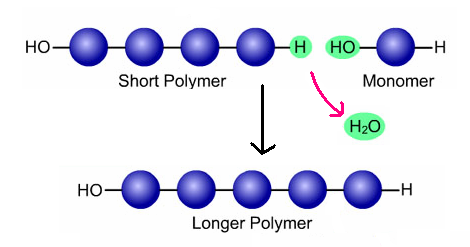 HO H HO H
Short Polymer Monomer
H₂O
HO H
Longer Polymer